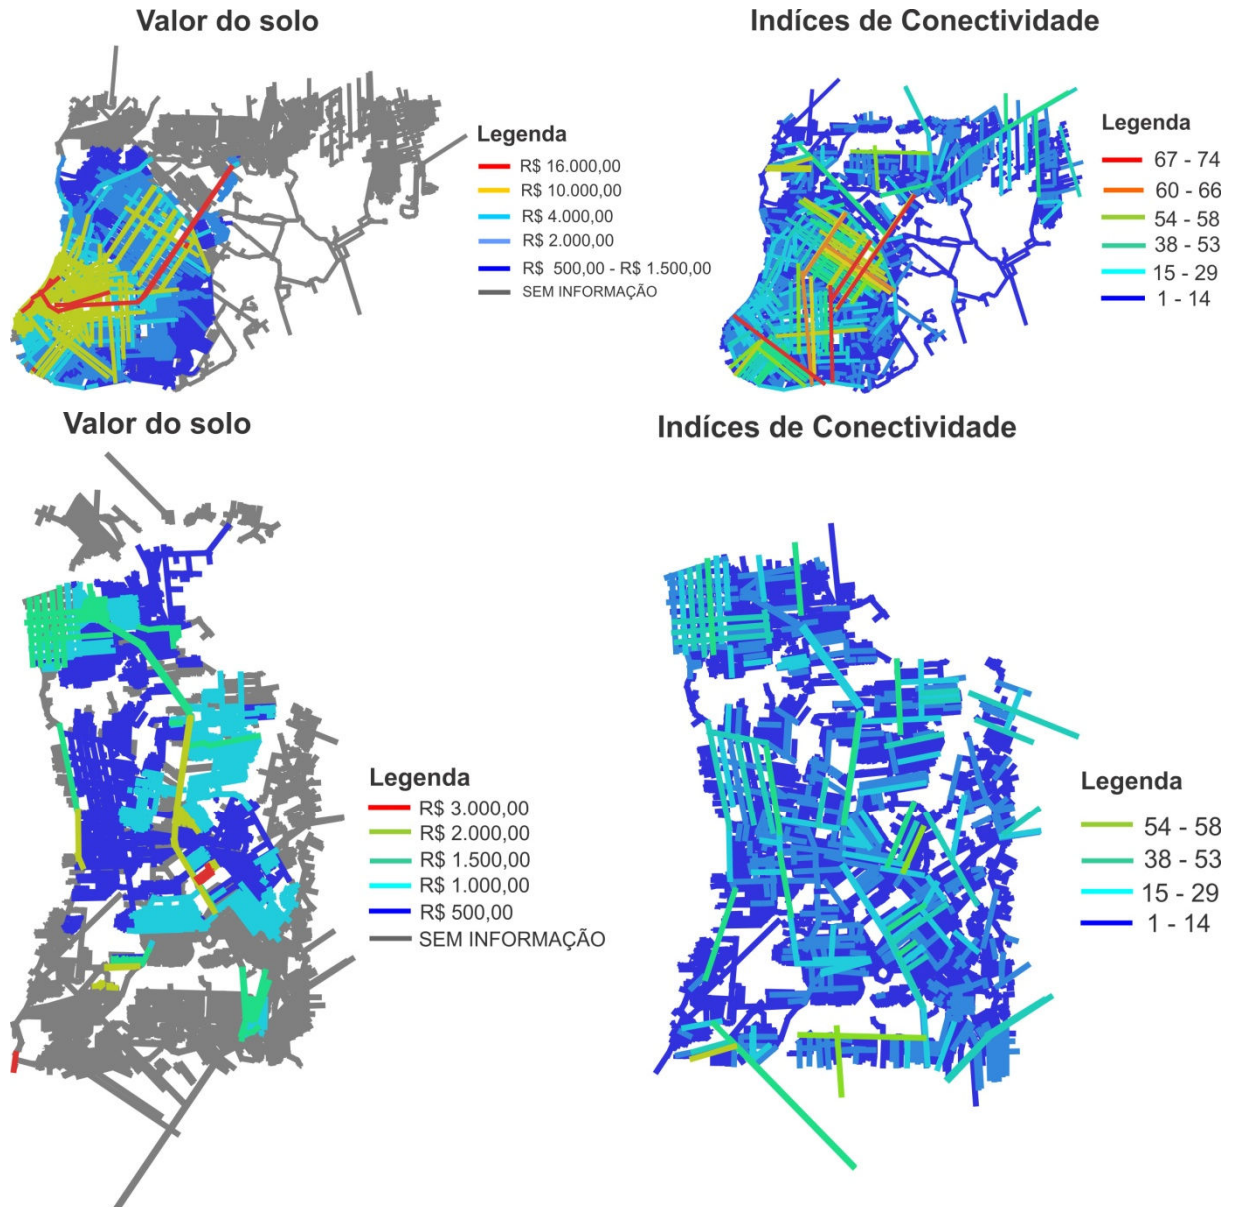 Valor do solo
Legenda
R$ 16.000,00
R$ 10.000,00
R$ 4.000,00
R$ 2.000,00
R$ 500,00 - R$ 1.500,00
SEM INFORMAÇÃO
Indíces de Conectividade
Legenda
67 - 74
60 - 66
54 - 58
38 - 53
15 - 29
1 - 14
Valor do solo
Legenda
R$ 3.000,00
R$ 2.000,00
R$ 1.500,00
R$ 1.000,00
R$ 500,00
SEM INFORMAÇÃO
Indíces de Conectividade
Legenda
54 - 58
38 - 53
15 - 29
1 - 14